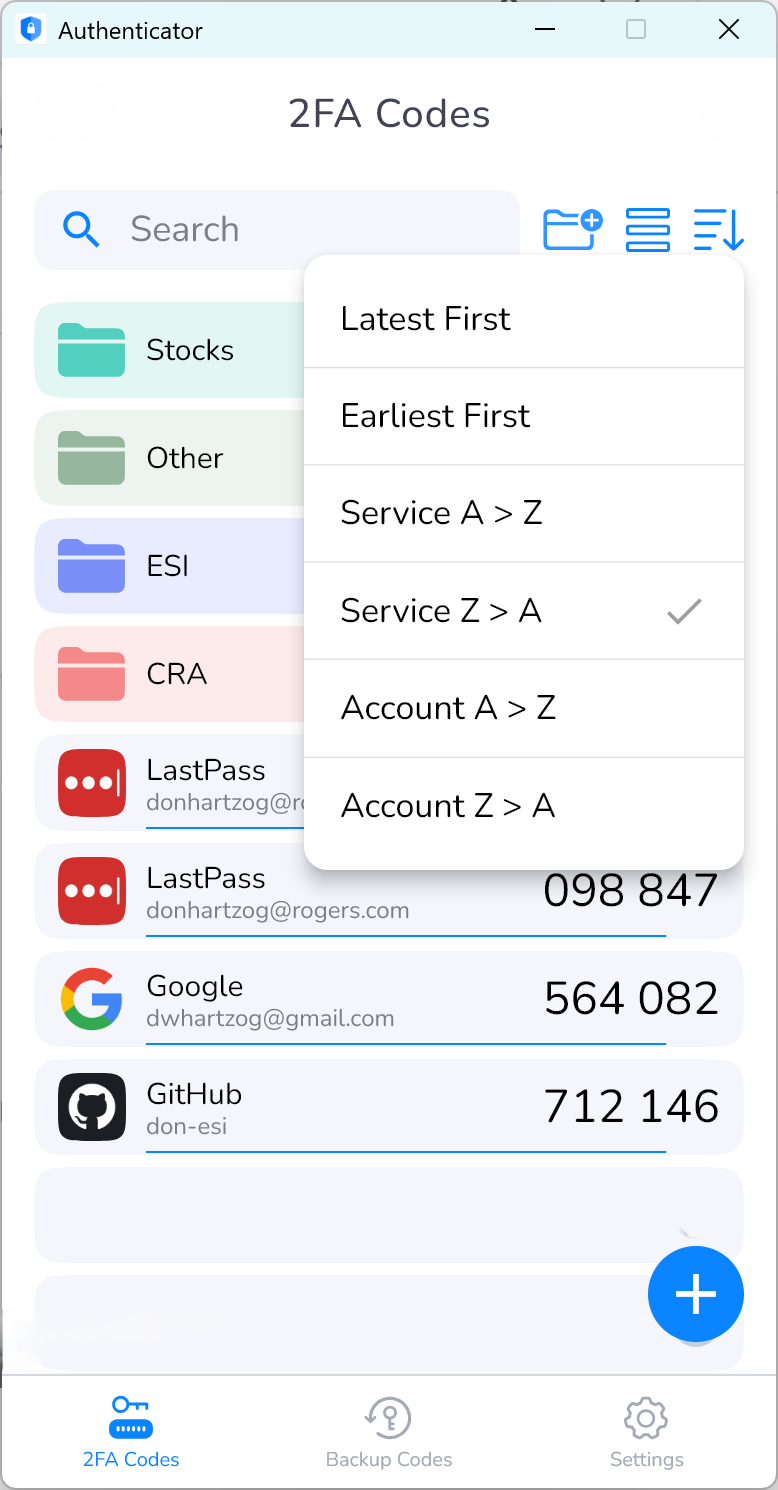 Authenticator
2FA Codes
Search
Latest First
Earliest First
Service A > Z
Service Z > A
Account A > Z
Account Z > A
Stocks
Other
ESI
CRA
LastPass
donhartzog@ro
LastPass
donhartzog@rogers.com
098 847
Google
dwhartzog@gmail.com
564 082
GitHub
don-esi
712 146
2FA Codes
Backup Codes
Settings